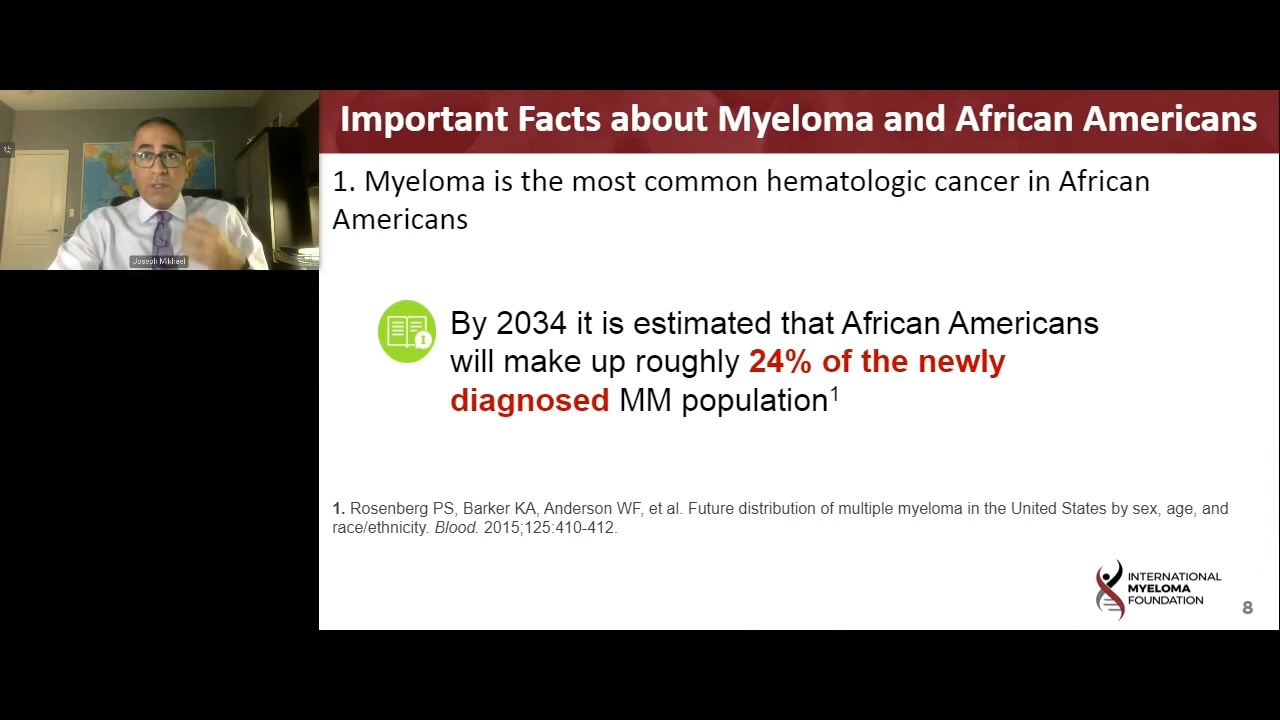 Important Facts about Myeloma and African Americans
1. Myeloma is the most common hematologic cancer in African
Americans
By 2034 it is estimated that African Americans
will make up roughly 24% of the newly
diagnosed MM population1
1. Rosenberg PS, Barker KA, Anderson WF, et al. Future distribution of multiple myeloma in the United States by sex, age, and
race/ethnicity. Blood. 2015;125:410-412.
INTERNATIONAL
MYELOMA
FOUNDATION
8
Joseph Mikhael